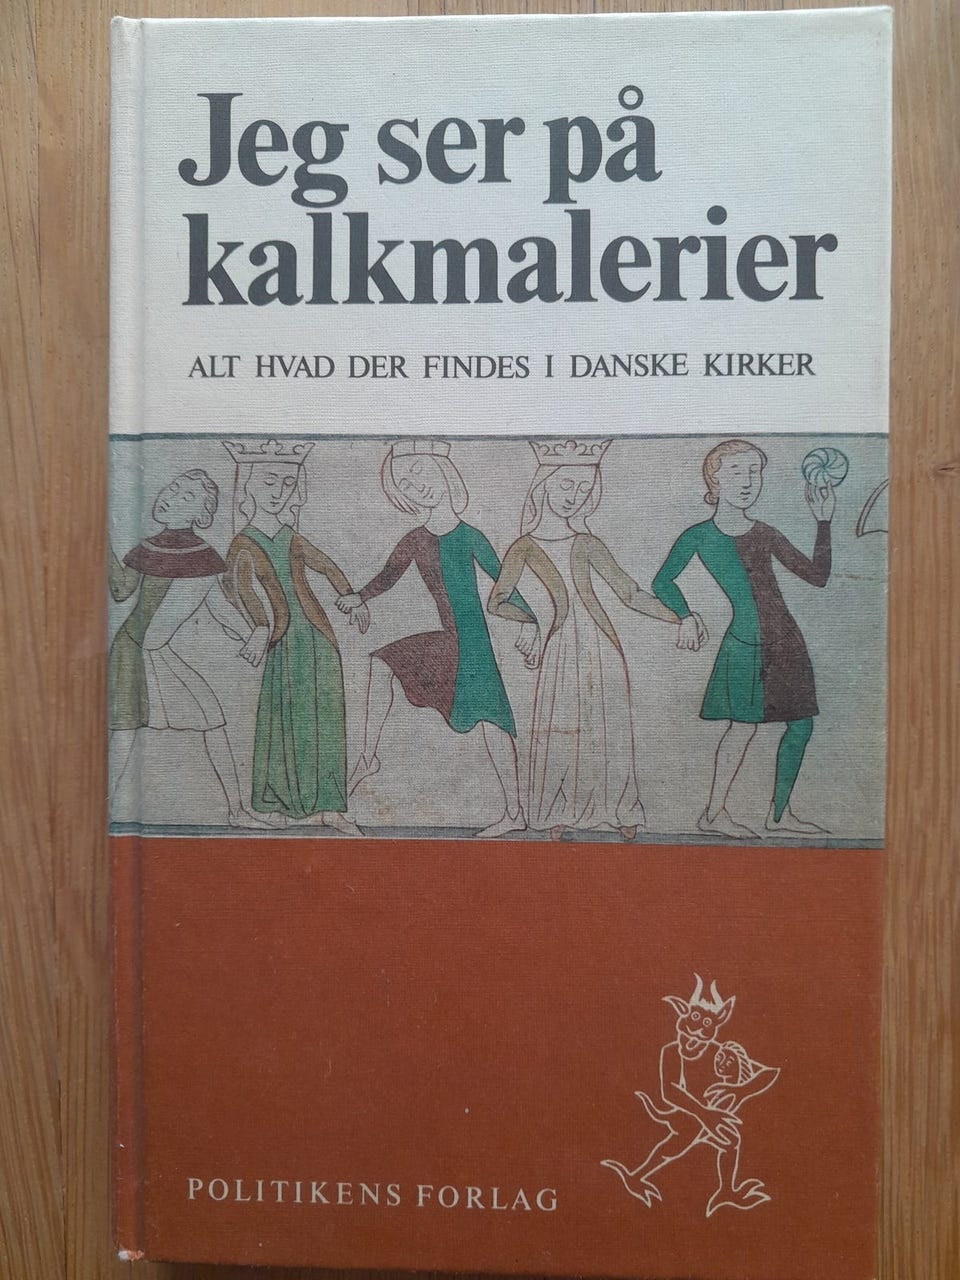 Jeg ser på
kalkmalerier
ALT HVAD DER FINDES I DANSKE KIRKER
POLITIKENS FORLAG